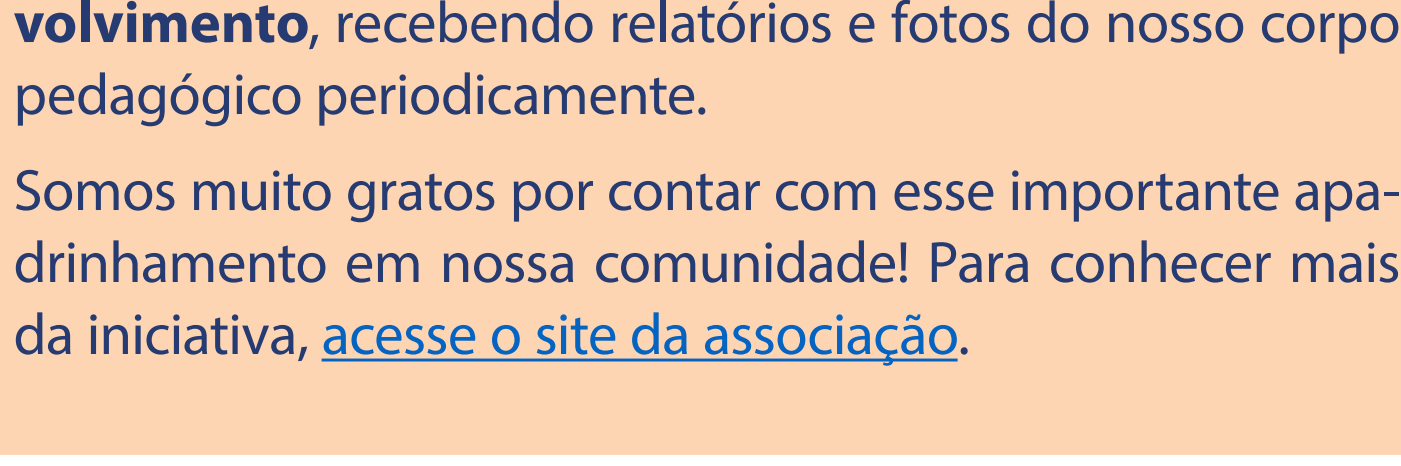 volvimento, recebendo relatórios e fotos do nosso corpo
pedagógico periodicamente.
Somos muito gratos por contar com esse importante apa-
drinhamento em nossa comunidade! Para conhecer mais
da iniciativa, acesse o site da associação.